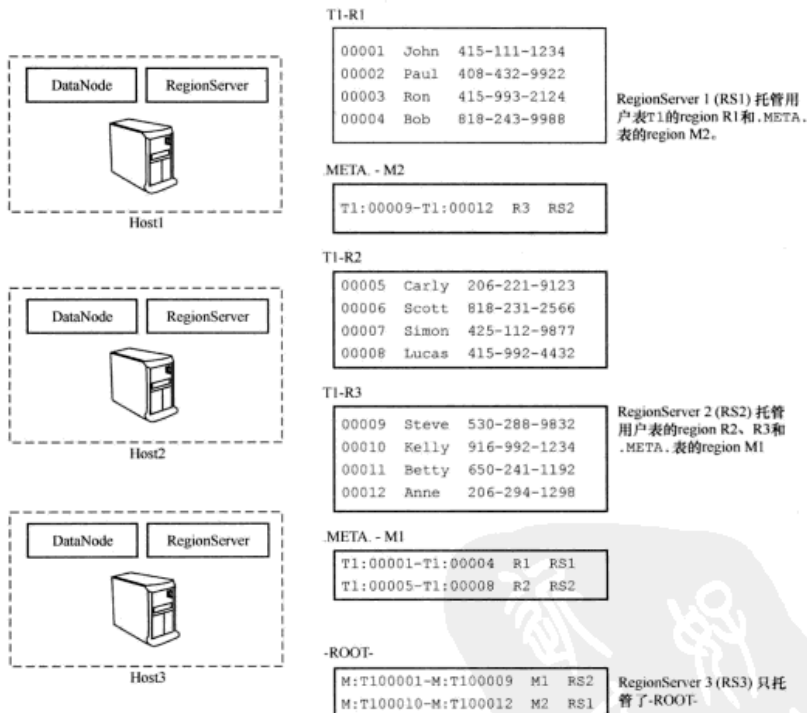 T1-R1
00001 John 415-111-1234
00002 Paul 408-432-9922
00003 Ron 415-993-2124
00004 Bob 818-243-9988
DataNode
RegionServer
Host1
RegionServer 1 (RS1) 托管用
户表T1的region R1和.META.
表的region M2。
.META. - M2
T1:00009-T1:00012 R3 RS2
T1-R2
00005 Carly 206-221-9123
00006 Scott 818-231-2566
00007 Simon 425-112-9877
00008 Lucas 415-992-4432
DataNode
RegionServer
Host2
T1-R3
00009 Steve 530-288-9832
00010 Kelly 916-992-1234
00011 Betty 650-241-1192
00012 Anne 206-294-1298
RegionServer 2 (RS2) 托管
用户表的region R2、R3和
.META.表的region M1
DataNode
RegionServer
Host3
.META. - M1
T1:00001-T1:00004 R1 RS1
T1:00005-T1:00008 R2 RS2
-ROOT-
M:T100001-M:T100009 M1 RS2
M:T100010-M:T100012 M2 RS1
RegionServer 3 (RS3) 只托
管了-ROOT-